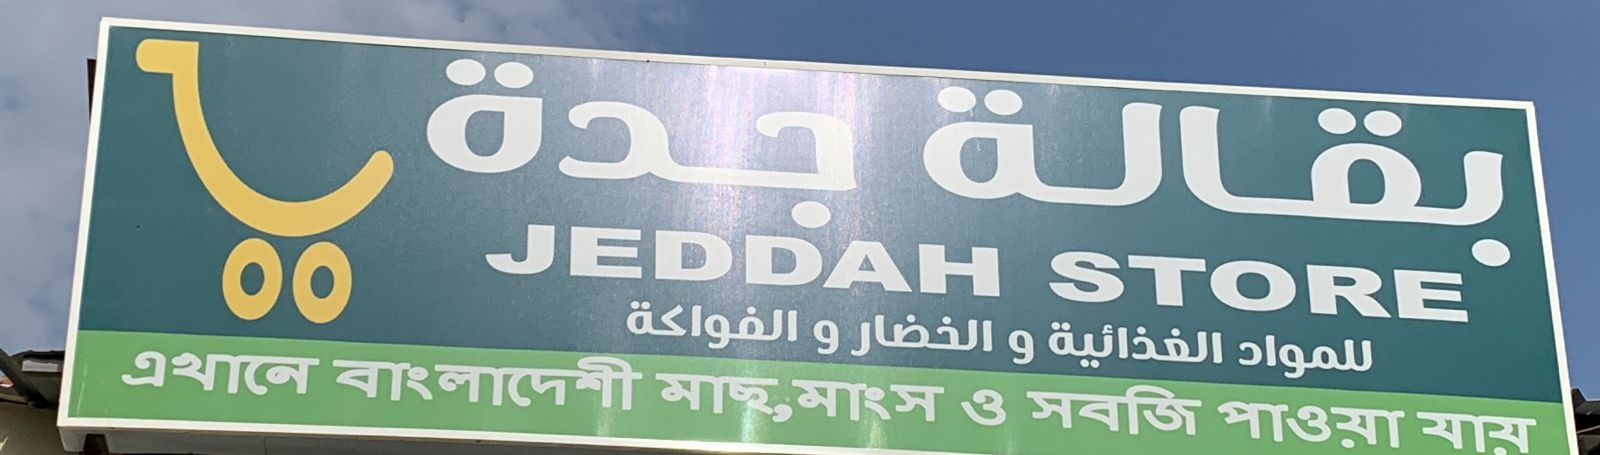 بقالة جدة
JEDDAH STORE
للمواد الغذائية و الخضار و الفواكة
এখানে বাংলাদেশী মাছ,মাংস ও সবজি পাওয়া যায়